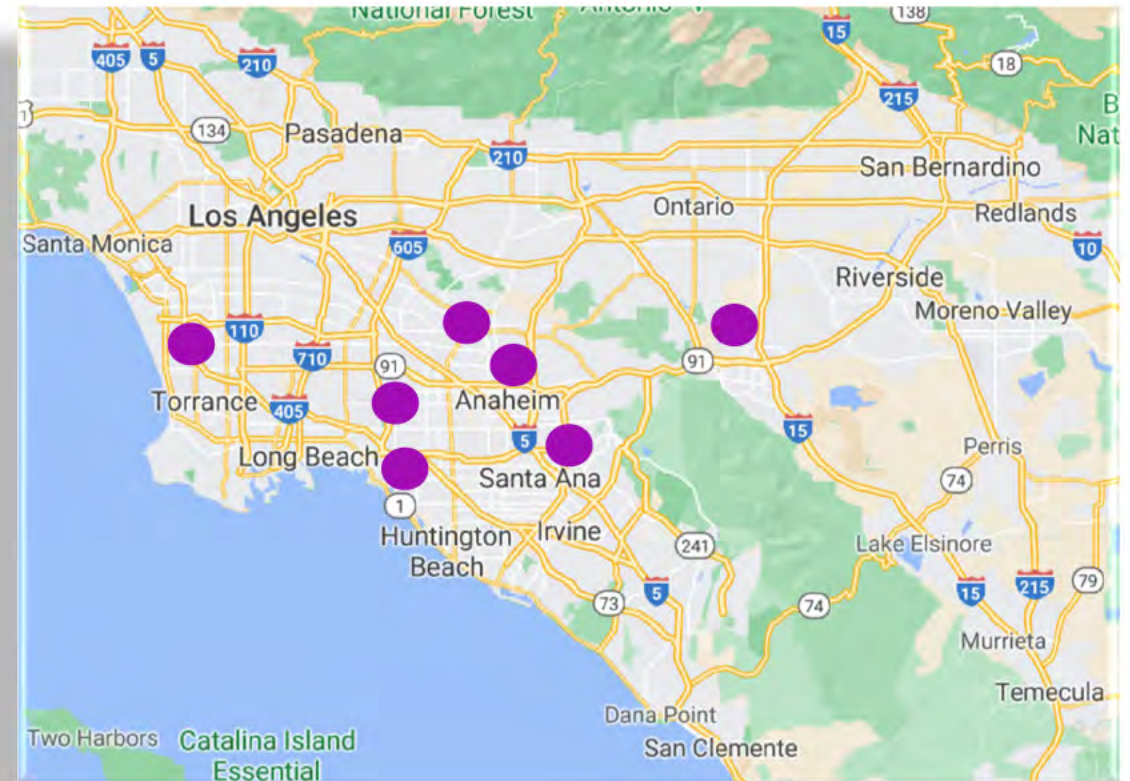 National Forest
138
15
405
5
210
18
215
1
134
Pasadena
210
San Bernardino
Los Angeles
Ontario
Redlands
Santa Monica
605
10
Riverside
Moreno Valley
110
710
91
91
Torrance
405
Anaheim
15
5
Long Beach
Santa Ana
Perris
74
1
Huntington
Beach
Irvine
241
Lake Elsinore
73
5
74
15
215
79
Murrieta
Temecula
Dana Point
Two Harbors
Catalina Island
Essential
San Clemente